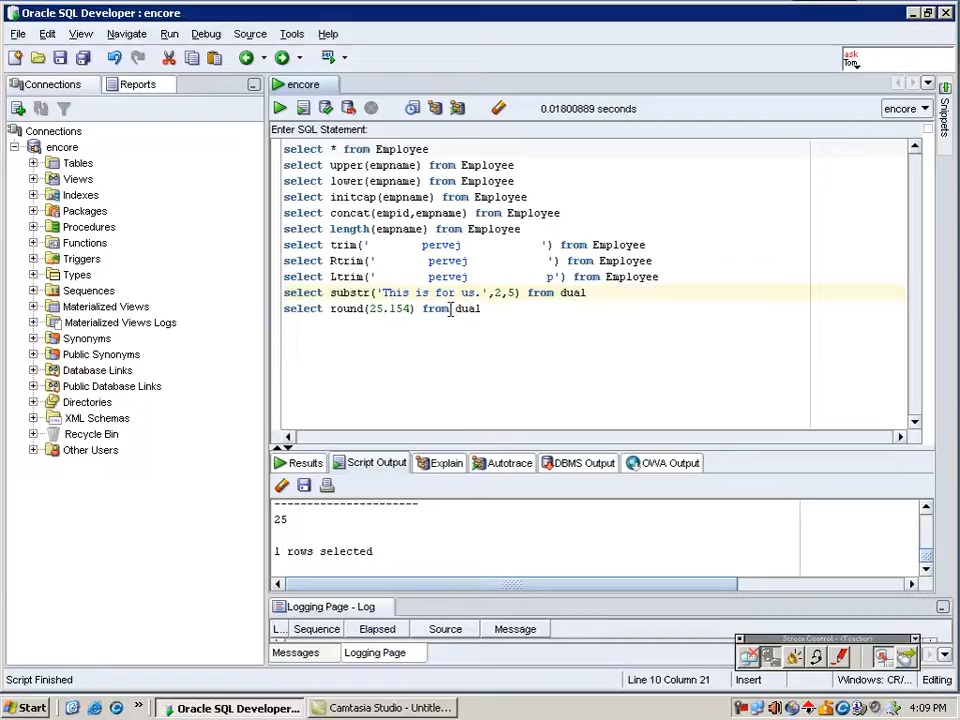 Oracle SQL Developer : encore
File Edit View Navigate Run Debug Source Tools Help
ask
Tom
Connections Reports encore
0.01800889 seconds encore
Snippets
Enter SQL Statement:
Connections
encore
Tables
Views
Indexes
Packages
Procedures
Functions
Triggers
Types
Sequences
Materialized Views
Materialized Views Logs
Synonyms
Public Synonyms
Database Links
Public Database Links
Directories
XML Schemas
Recycle Bin
Other Users
select * from Employee
select upper(empname) from Employee
select lower(empname) from Employee
select initcap(empname) from Employee
select concat(empid,empname) from Employee
select length(empname) from Employee
select trim('        pervej            ') from Employee
select Rtrim('        pervej            ') from Employee
select Ltrim('        pervej            p') from Employee
select substr('This is for us.',2,5) from dual
select round(25.154) from dual
Results Script Output Explain Autotrace DBMS Output OWA Output
----------------------
25
1 rows selected
Logging Page - Log
L... Sequence Elapsed Source Message
Screen Control - (Teacher)
Messages Logging Page
Script Finished Line 10 Column 21 Insert Windows: CR/... Editing
Start » Oracle SQL Developer... Camtasia Studio - Untitle... 4:09 PM